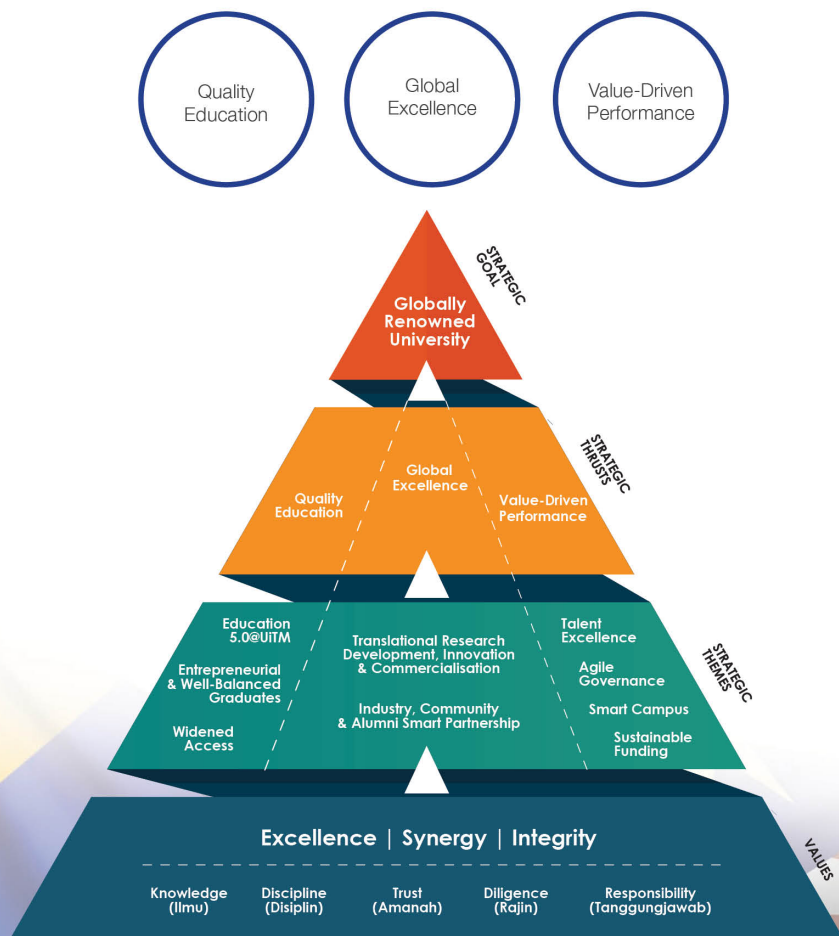 Quality
Education
Global
Excellence
Value-Driven
Performance
STRATEGIC
GOAL
Globally
Renowned
University
STRATEGIC
THRUSTS
Quality
Education
Global
Excellence
Value-Driven
Performance
STRATEGIC
THEMES
Education
5.0@UiTM
Entrepreneurial
& Well-Balanced
Graduates
Widened
Access
Translational Research
Development, Innovation
& Commercialisation
Industry, Community
& Alumni Smart Partnership
Talent
Excellence
Agile
Governance
Smart Campus
Sustainable
Funding
VALUES
Excellence | Synergy | Integrity
Knowledge
(Ilmu)
Discipline
(Disiplin)
Trust
(Amanah)
Diligence
(Rajin)
Responsibility
(Tanggungjawab)